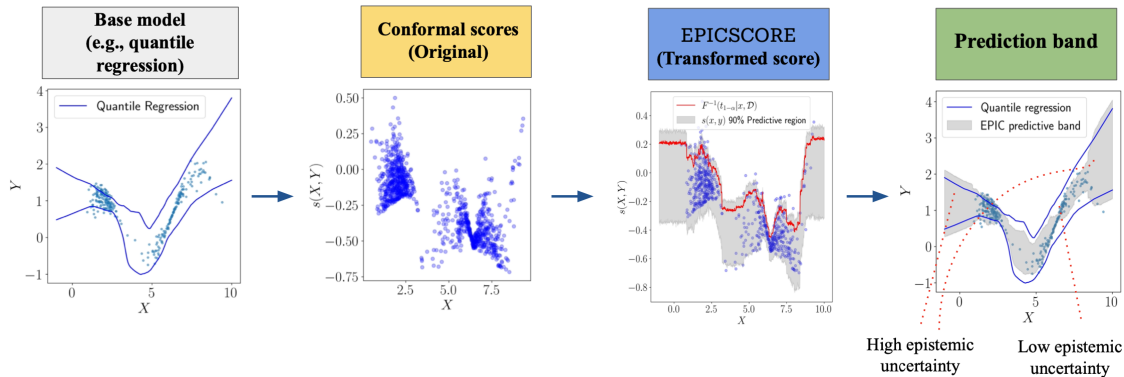 Base model
(e.g., quantile
regression)
Conformal scores
(Original)
EPICSCORE
(Transformed score)
Prediction band
Quantile Regression
4
3
2
1
0
−1
Y
0
5
10
X
0.50
0.25
0.00
−0.25
−0.50
−0.75
s(X, Y)
2.5
5.0
7.5
X
F⁻¹(t₁₋α|x, D)
s(x, y) 90% Predictive region
0.4
0.2
0.0
−0.2
−0.4
−0.6
−0.8
s(X, Y)
0.0
2.5
5.0
7.5
10.0
X
Quantile regression
EPIC predictive band
4
3
2
1
0
−1
Y
0
5
10
X
High epistemic
uncertainty
Low epistemic
uncertainty